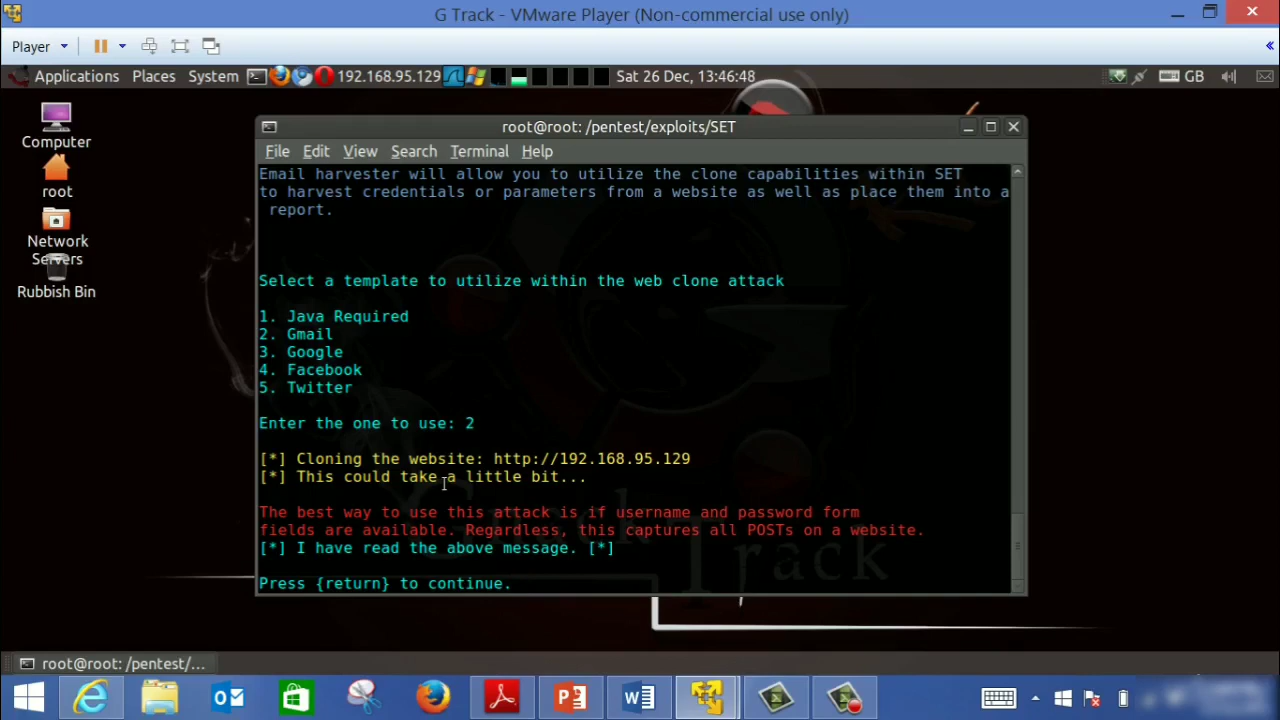 G Track - VMware Player (Non-commercial use only)
Player
Applications Places System 192.168.95.129 Sat 26 Dec, 13:46:48 GB
Computer
root
Network
Servers
Rubbish Bin
root@root: /pentest/exploits/SET
File Edit View Search Terminal Help
Email harvester will allow you to utilize the clone capabilities within SET
to harvest credentials or parameters from a website as well as place them into a
report.
Select a template to utilize within the web clone attack
1. Java Required
2. Gmail
3. Google
4. Facebook
5. Twitter
Enter the one to use: 2
[*] Cloning the website: http://192.168.95.129
[*] This could take a little bit...
The best way to use this attack is if username and password form
fields are available. Regardless, this captures all POSTs on a website.
[*] I have read the above message. [*]
Press {return} to continue.
GnackTrack
root@root: /pentest/...